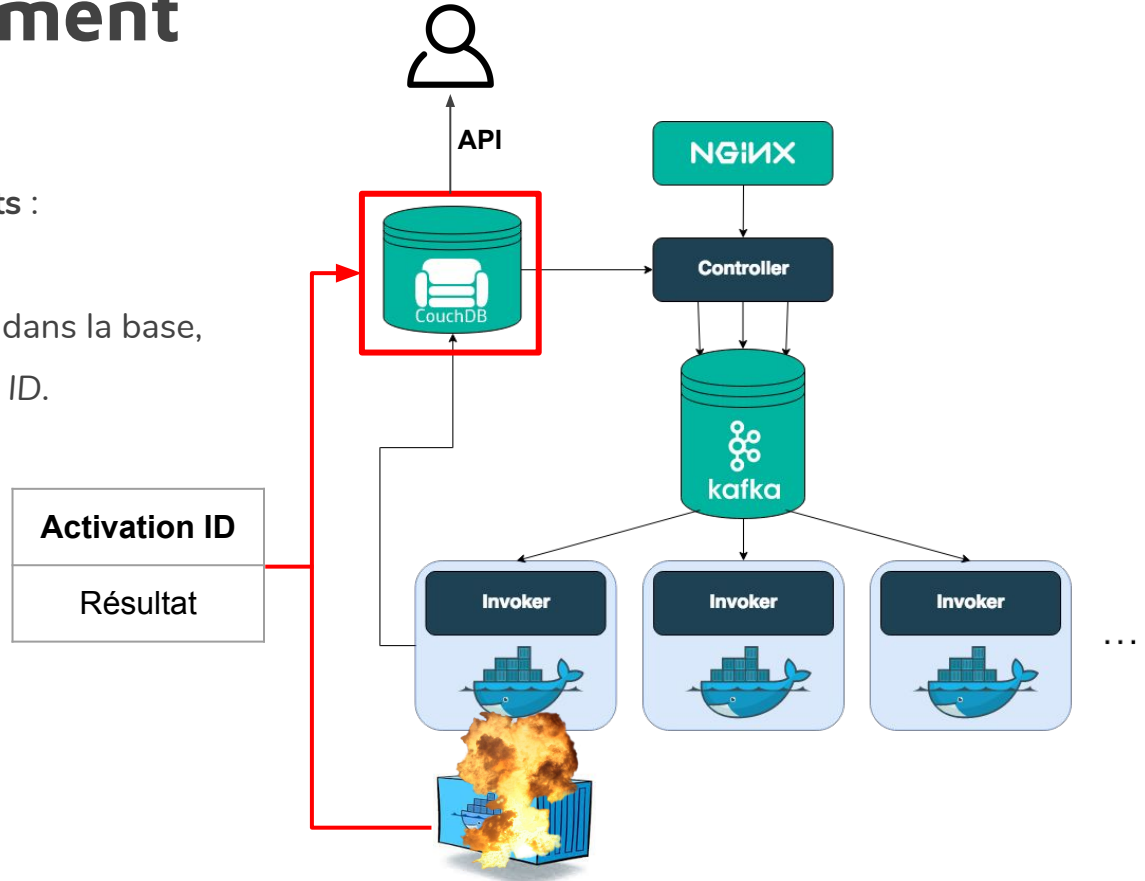 ment
API
NGiNX
ts :
Controller
CouchDB
dans la base,
ID.
kafka
Activation ID
Résultat
Invoker
Invoker
Invoker
...